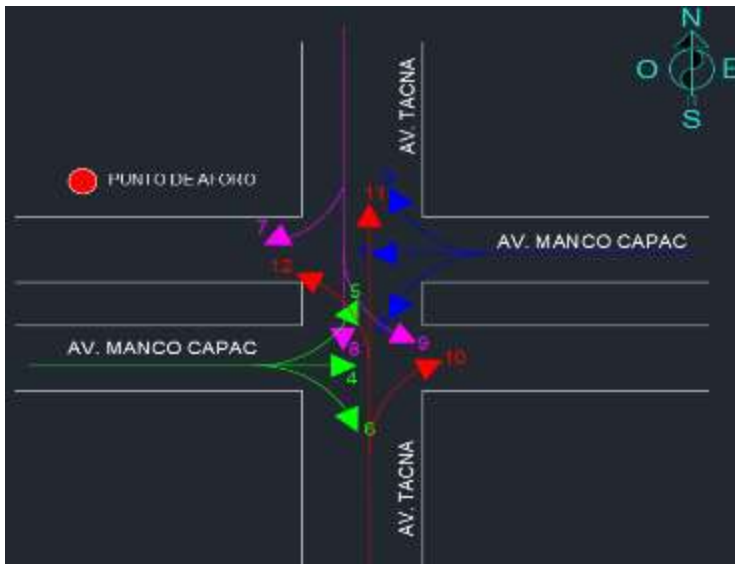 N
O E
S
AV. TACNA
PUNTO DE AFORO
11
7
AV. MANCO CAPAC
12
5
AV. MANCO CAPAC
8
9
10
4
6
AV. TACNA